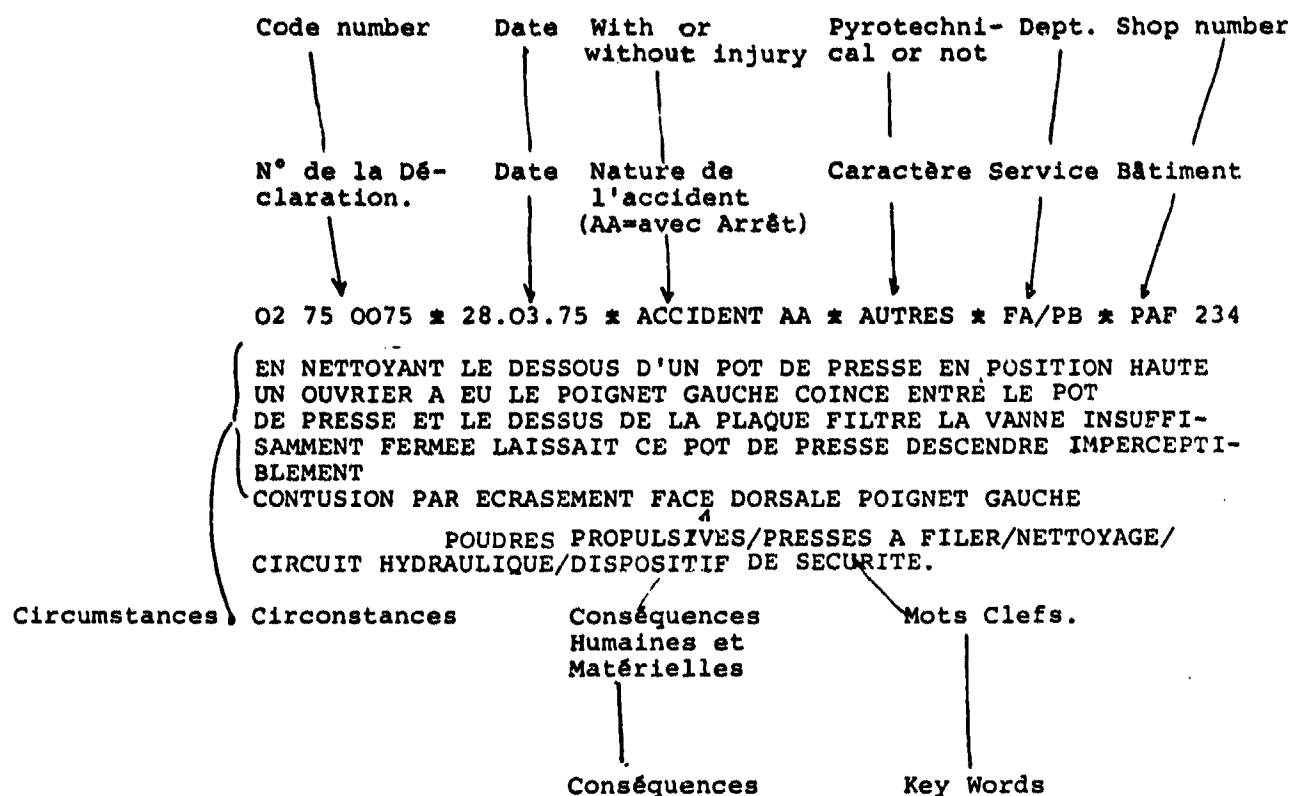 Code number Date With or Pyrotechni- Dept. Shop number
without injury cal or not
N° de la Dé- Date Nature de Caractère Service Bâtiment
claration. l'accident
(AA=avec Arrêt)
02 75 0075 * 28.03.75 * ACCIDENT AA * AUTRES * FA/PB * PAF 234
EN NETTOYANT LE DESSOUS D'UN POT DE PRESSE EN POSITION HAUTE
UN OUVRIER A EU LE POIGNET GAUCHE COINCE ENTRE LE POT
DE PRESSE ET LE DESSUS DE LA PLAQUE FILTRE LA VANNE INSUFFI-
SAMMENT FERMEE LAISSAIT CE POT DE PRESSE DESCENDRE IMPERCEPTI-
BLEMENT
CONTUSION PAR ECRASEMENT FACE DORSALE POIGNET GAUCHE
POUDRES PROPULSIVES/PRESSES A FILER/NETTOYAGE/
CIRCUIT HYDRAULIQUE/DISPOSITIF DE SECURITE.
Circumstances Circonstances Conséquences Mots Clefs.
Humaines et
Matérielles
Conséquences Key Words